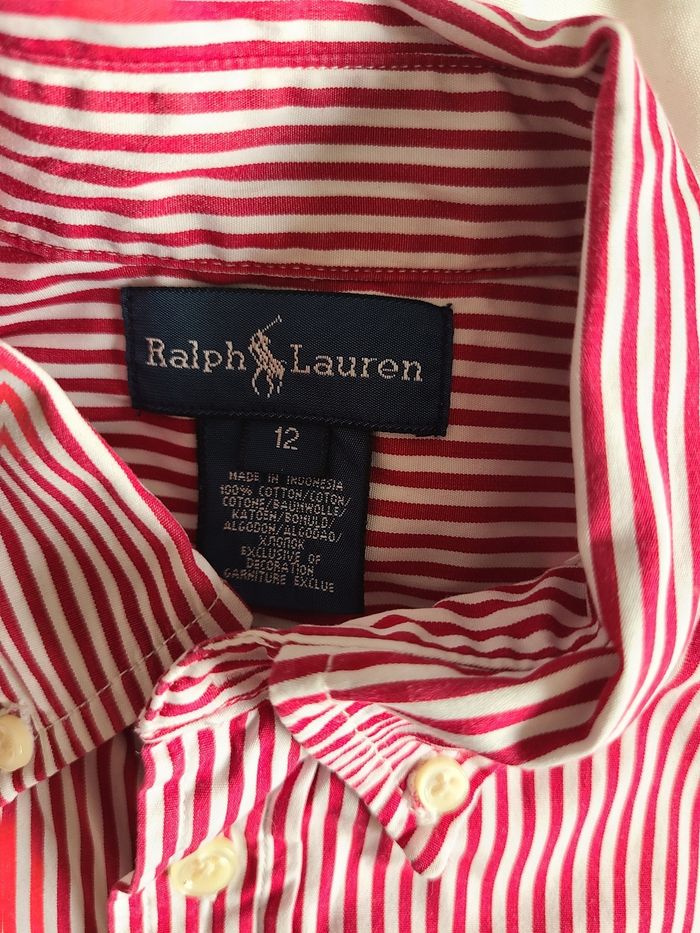 Ralph Lauren
12
MADE IN INDONESIA
100% COTTON/COTON/
COTONE/BAUMWOLLE/
KATOEN/BOMULD/
ALGODON/ALGODAO/
ХЛОПОК
EXCLUSIVE OF
DECORATION
GARNITURE EXCLUE